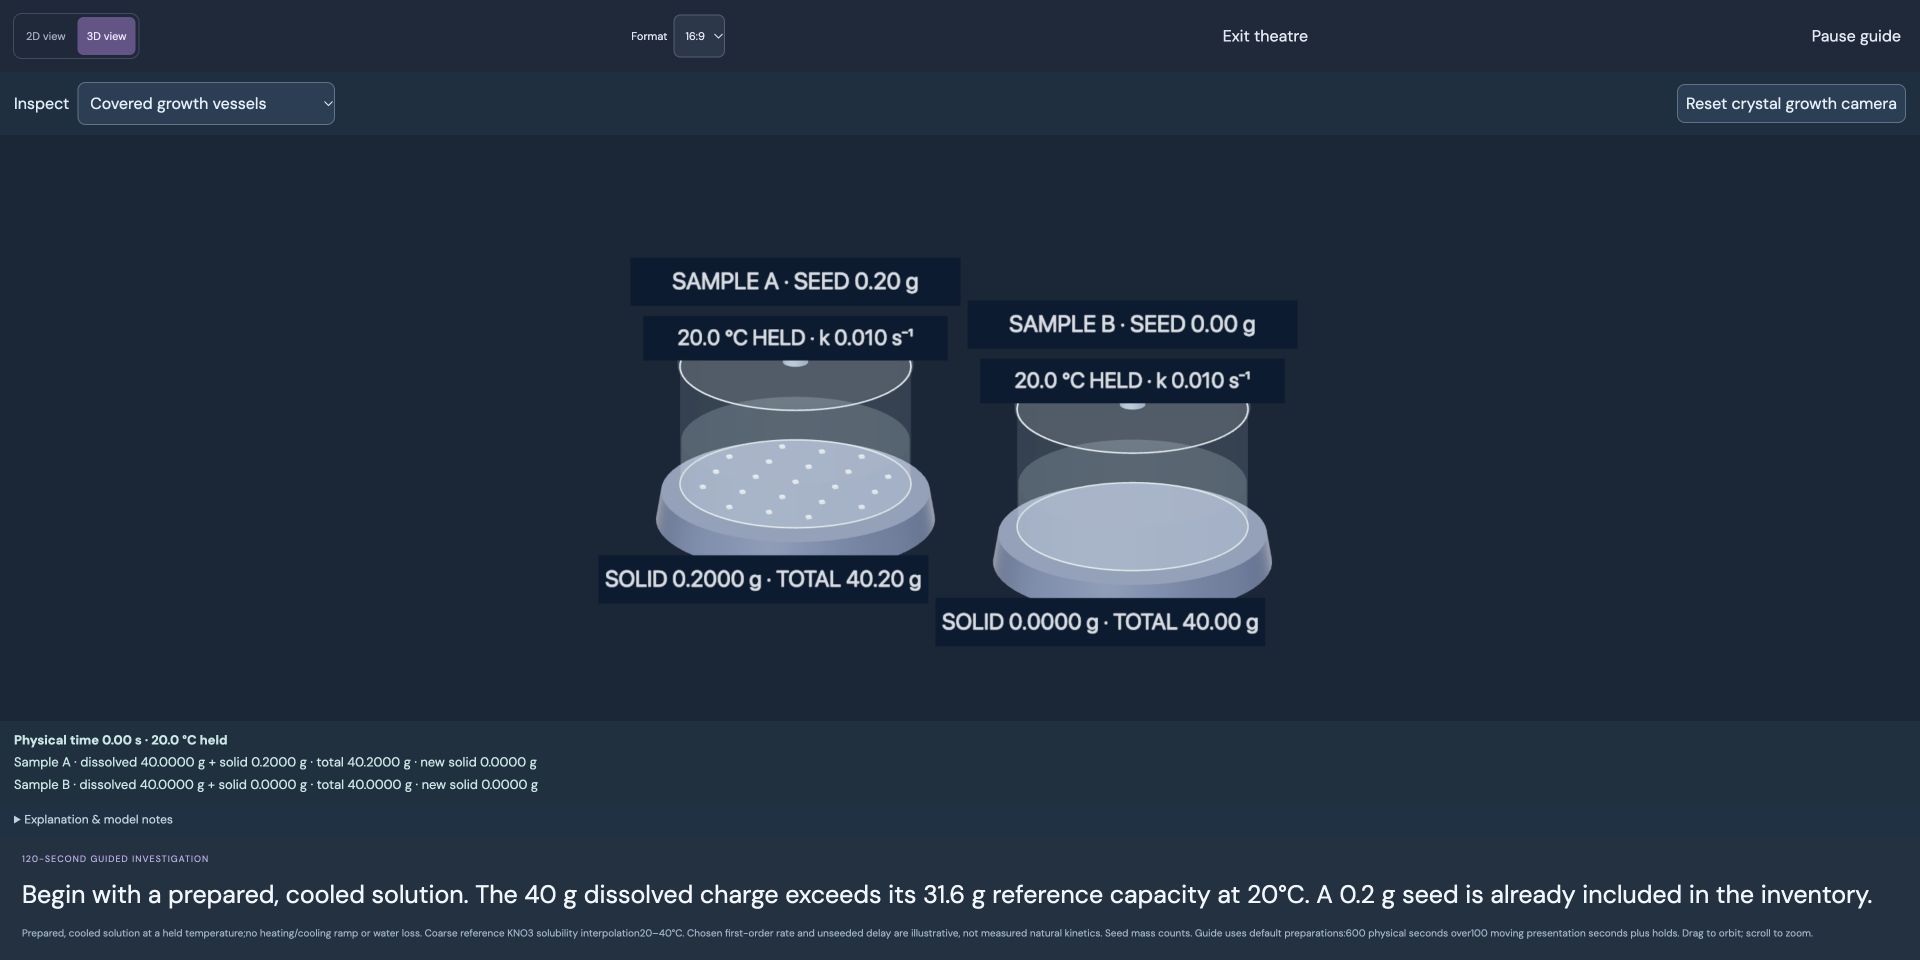 2D view
3D view
Format
16:9
Exit theatre
Pause guide
Inspect
Covered growth vessels
Reset crystal growth camera
SAMPLE A · SEED 0.20 g
20.0 °C HELD · k 0.010 s⁻¹
SAMPLE B · SEED 0.00 g
20.0 °C HELD · k 0.010 s⁻¹
SOLID 0.2000 g · TOTAL 40.20 g
SOLID 0.0000 g · TOTAL 40.00 g
Physical time 0.00 s · 20.0 °C held
Sample A · dissolved 40.0000 g + solid 0.2000 g · total 40.2000 g · new solid 0.0000 g
Sample B · dissolved 40.0000 g + solid 0.0000 g · total 40.0000 g · new solid 0.0000 g
Explanation & model notes
120-SECOND GUIDED INVESTIGATION
Begin with a prepared, cooled solution. The 40 g dissolved charge exceeds its 31.6 g reference capacity at 20°C. A 0.2 g seed is already included in the inventory.
Prepared, cooled solution at a held temperature;no heating/cooling ramp or water loss. Coarse reference KNO3 solubility interpolation20–40°C. Chosen first-order rate and unseeded delay are illustrative, not measured natural kinetics. Seed mass counts. Guide uses default preparations:600 physical seconds over100 moving presentation seconds plus holds. Drag to orbit; scroll to zoom.